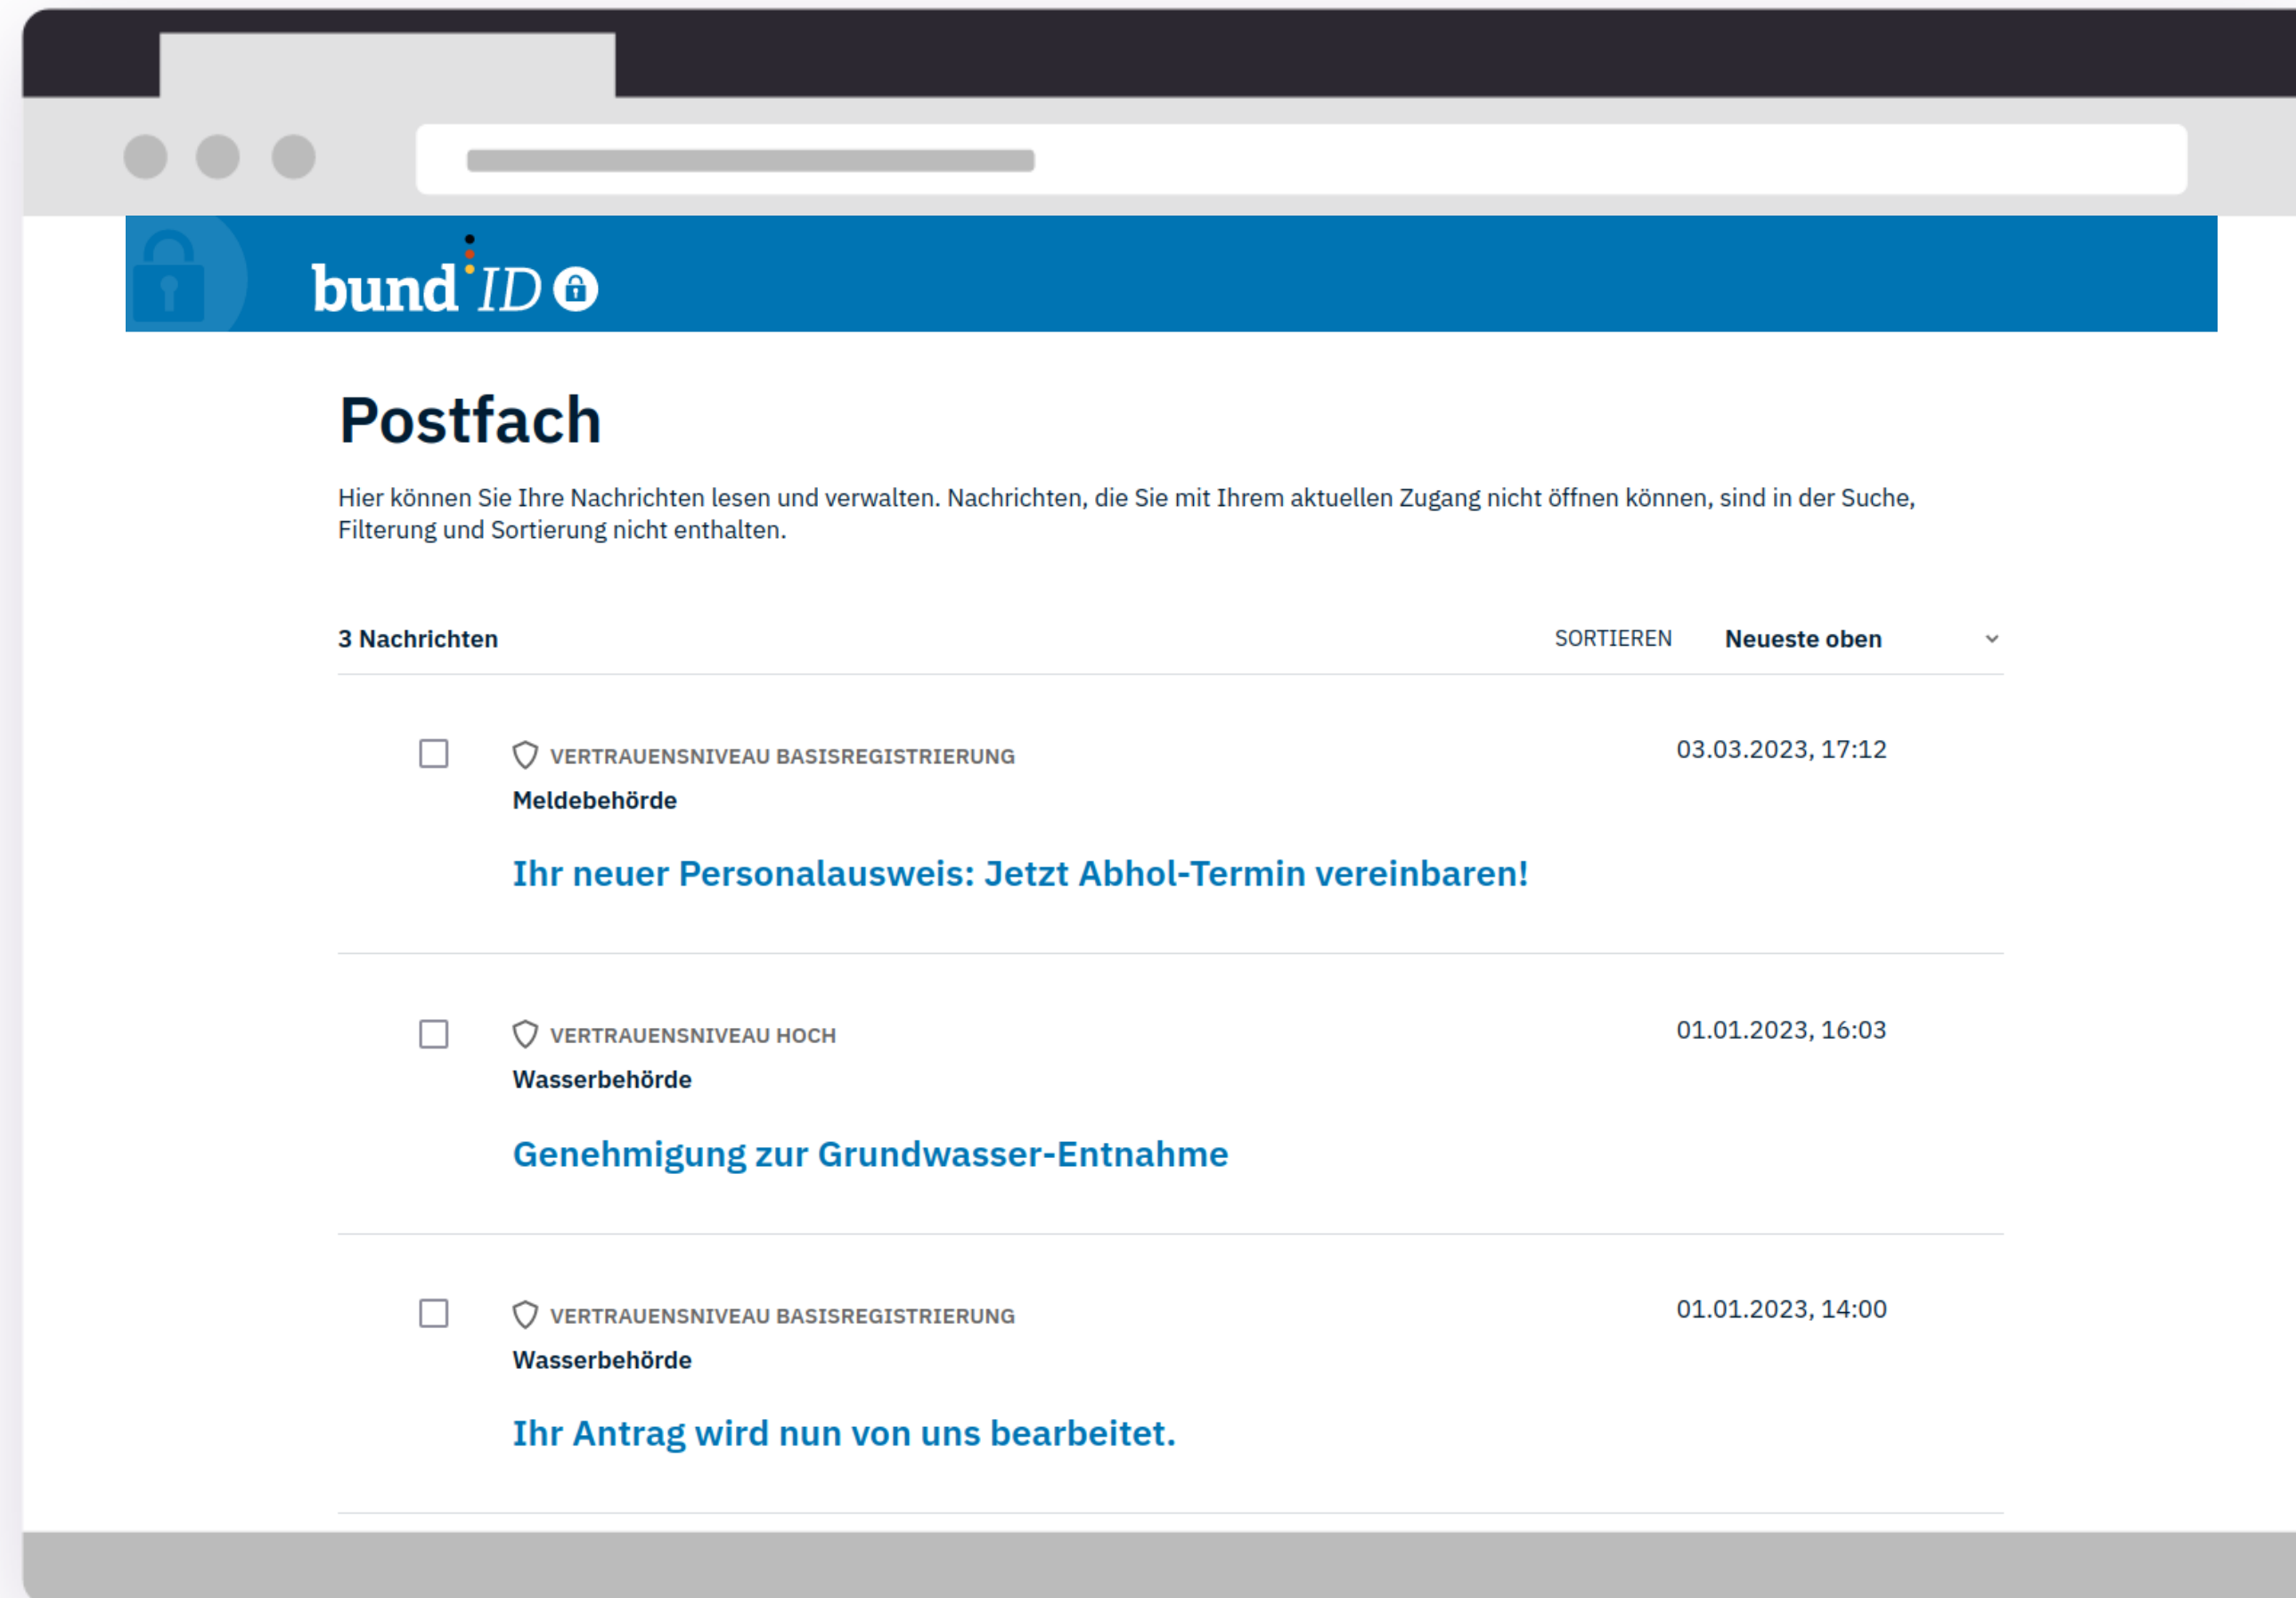 bund ID
Postfach
Hier können Sie Ihre Nachrichten lesen und verwalten. Nachrichten, die Sie mit Ihrem aktuellen Zugang nicht öffnen können, sind in der Suche,
Filterung und Sortierung nicht enthalten.
3 Nachrichten SORTIEREN Neueste oben
VERTRAUENSNIVEAU BASISREGISTRIERUNG 03.03.2023, 17:12
Meldebehörde
Ihr neuer Personalausweis: Jetzt Abhol-Termin vereinbaren!
VERTRAUENSNIVEAU HOCH 01.01.2023, 16:03
Wasserbehörde
Genehmigung zur Grundwasser-Entnahme
VERTRAUENSNIVEAU BASISREGISTRIERUNG 01.01.2023, 14:00
Wasserbehörde
Ihr Antrag wird nun von uns bearbeitet.